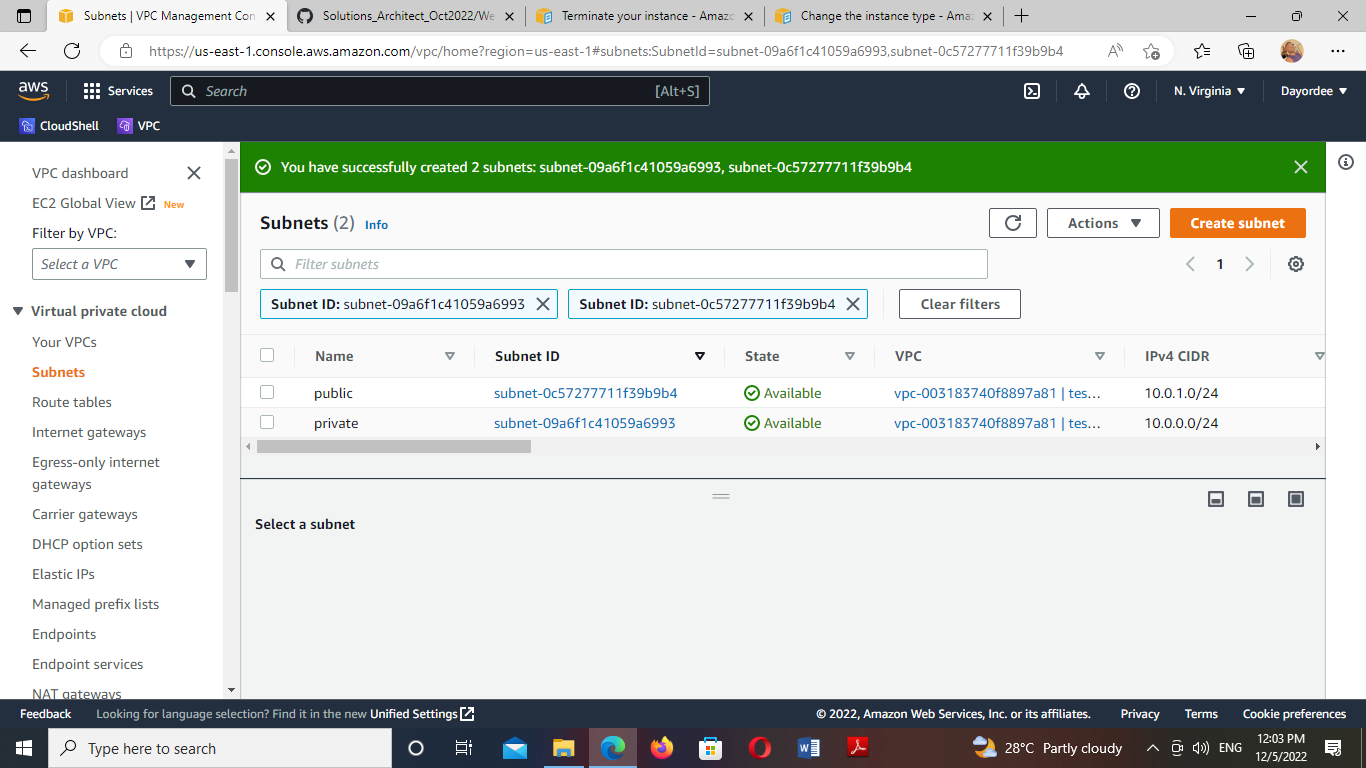 Subnets | VPC Management Con
Solutions_Architect_Oct2022/We
Terminate your instance - Amazo
Change the instance type - Amaz
https://us-east-1.console.aws.amazon.com/vpc/home?region=us-east-1#subnets:SubnetId=subnet-09a6f1c41059a6993,subnet-0c57277711f39b9b4
aws
Services
Search
[Alt+S]
N. Virginia
Dayordee
CloudShell
VPC
VPC dashboard
EC2 Global View
New
Filter by VPC:
Select a VPC
Virtual private cloud
Your VPCs
Subnets
Route tables
Internet gateways
Egress-only internet
gateways
Carrier gateways
DHCP option sets
Elastic IPs
Managed prefix lists
Endpoints
Endpoint services
NAT gateways
You have successfully created 2 subnets: subnet-09a6f1c41059a6993, subnet-0c57277711f39b9b4
Subnets (2) Info
Actions
Create subnet
Filter subnets
1
Subnet ID: subnet-09a6f1c41059a6993
Subnet ID: subnet-0c57277711f39b9b4
Clear filters
Name Subnet ID State VPC IPv4 CIDR
public subnet-0c57277711f39b9b4 Available vpc-003183740f8897a81 | tes... 10.0.1.0/24
private subnet-09a6f1c41059a6993 Available vpc-003183740f8897a81 | tes... 10.0.0.0/24
Select a subnet
Feedback Looking for language selection? Find it in the new Unified Settings
© 2022, Amazon Web Services, Inc. or its affiliates. Privacy Terms Cookie preferences
Type here to search
28°C Partly cloudy
ENG
12:03 PM
12/5/2022